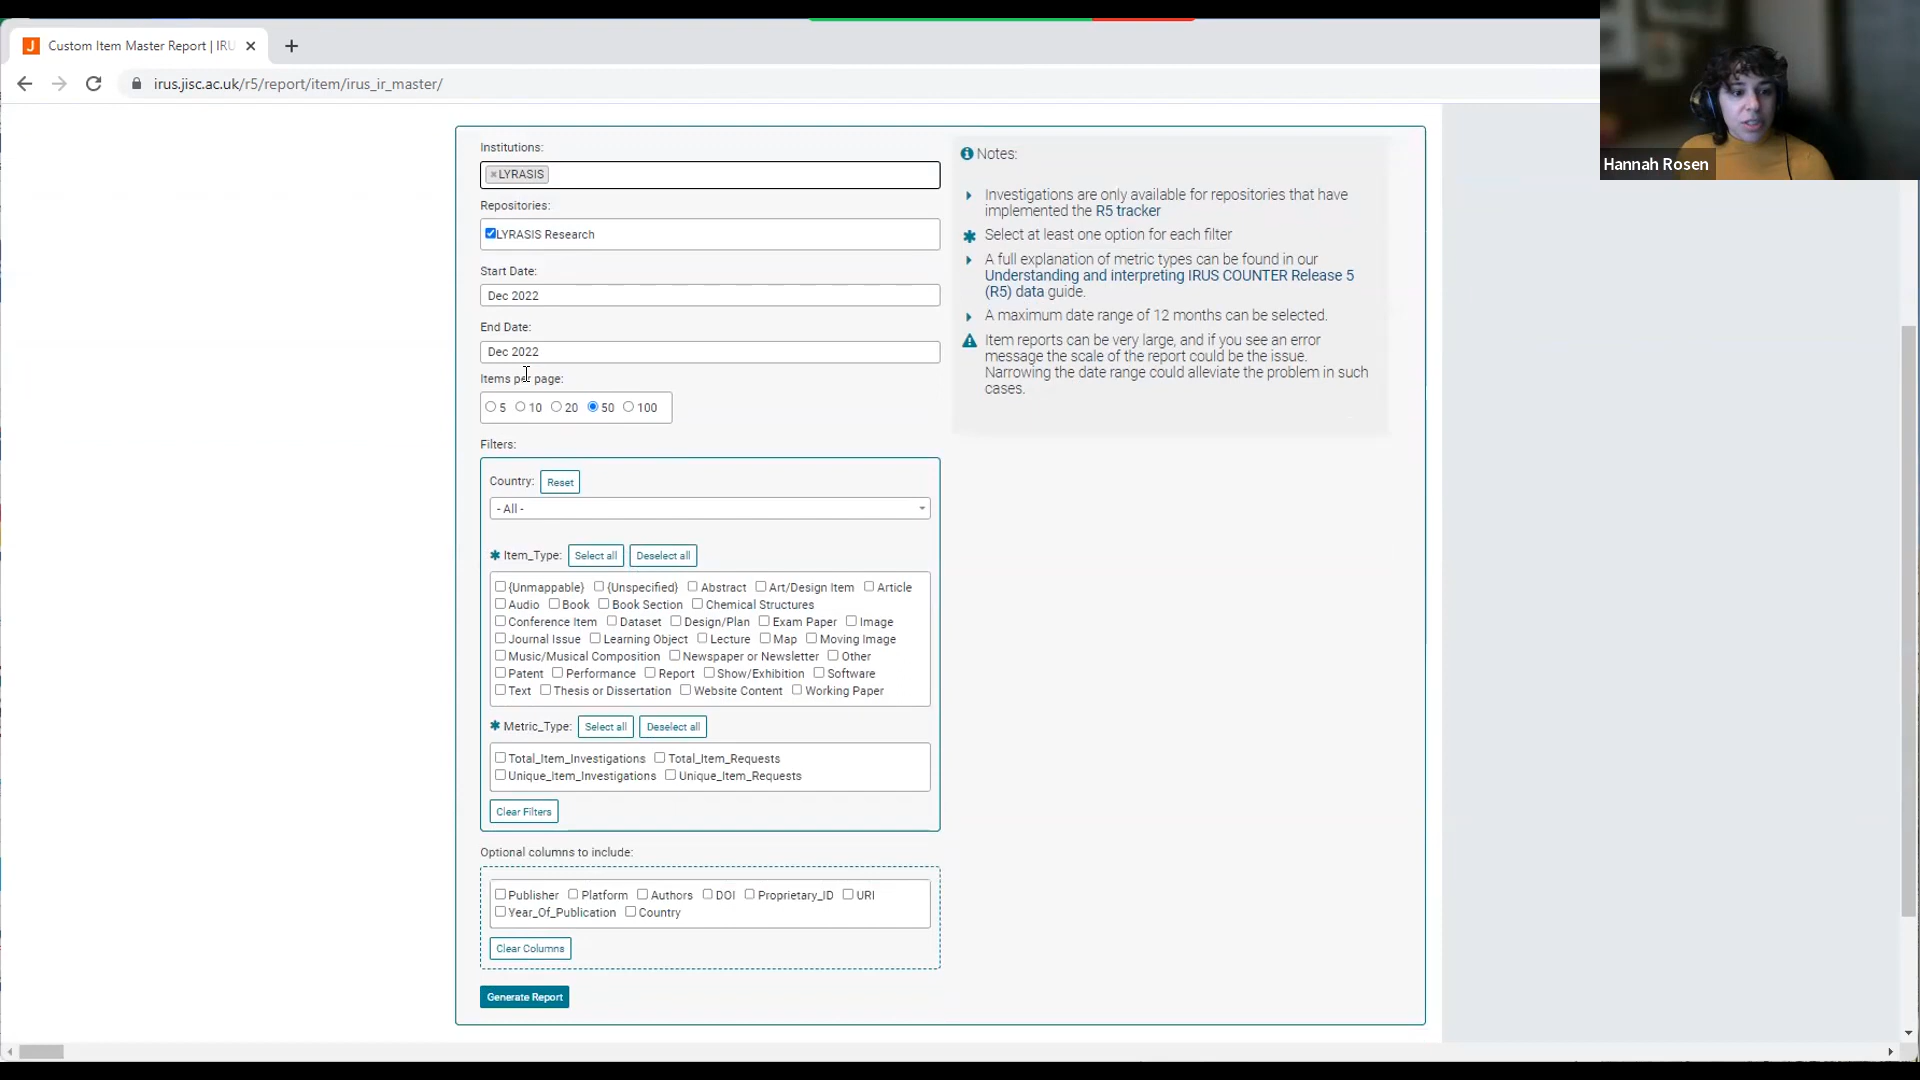 Custom Item Master Report | IRU
irus.jisc.ac.uk/r5/report/item/irus_ir_master/
Hannah Rosen
Institutions:
×LYRASIS
Repositories:
LYRASIS Research
Start Date:
Dec 2022
End Date:
Dec 2022
Items per page:
5 10 20 50 100
Filters:
Country: Reset
- All -
✱ Item_Type: Select all Deselect all
{Unmappable} {Unspecified} Abstract Art/Design Item Article
Audio Book Book Section Chemical Structures
Conference Item Dataset Design/Plan Exam Paper Image
Journal Issue Learning Object Lecture Map Moving Image
Music/Musical Composition Newspaper or Newsletter Other
Patent Performance Report Show/Exhibition Software
Text Thesis or Dissertation Website Content Working Paper
✱ Metric_Type: Select all Deselect all
Total_Item_Investigations Total_Item_Requests
Unique_Item_Investigations Unique_Item_Requests
Clear Filters
Optional columns to include:
Publisher Platform Authors DOI Proprietary_ID URI
Year_Of_Publication Country
Clear Columns
Generate Report
Notes:
Investigations are only available for repositories that have
implemented the R5 tracker
✱ Select at least one option for each filter
A full explanation of metric types can be found in our
Understanding and interpreting IRUS COUNTER Release 5
(R5) data guide.
A maximum date range of 12 months can be selected.
Item reports can be very large, and if you see an error
message the scale of the report could be the issue.
Narrowing the date range could alleviate the problem in such
cases.